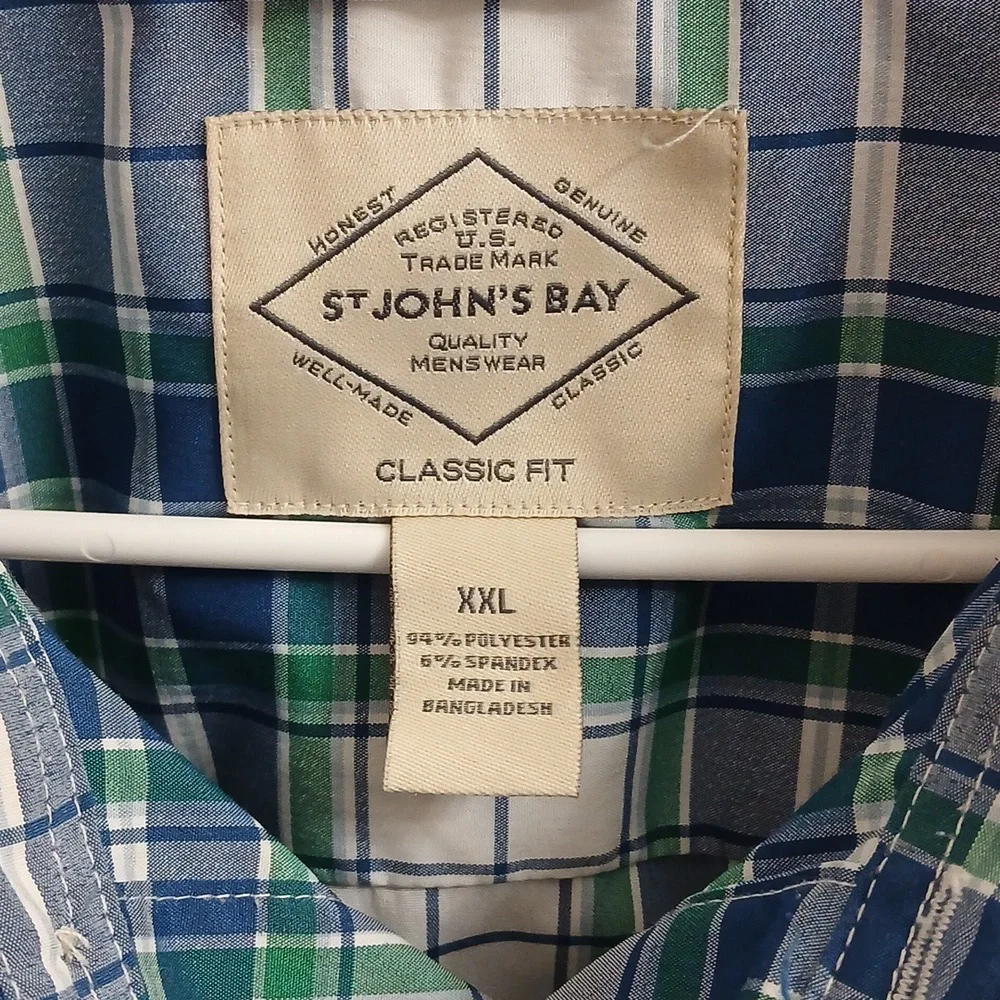 HONEST
GENUINE
REGISTERED
U.S.
TRADE MARK
ST JOHN'S BAY
QUALITY
MENSWEAR
WELL-MADE
CLASSIC
CLASSIC FIT
XXL
94% POLYESTER
6% SPANDEX
MADE IN
BANGLADESH